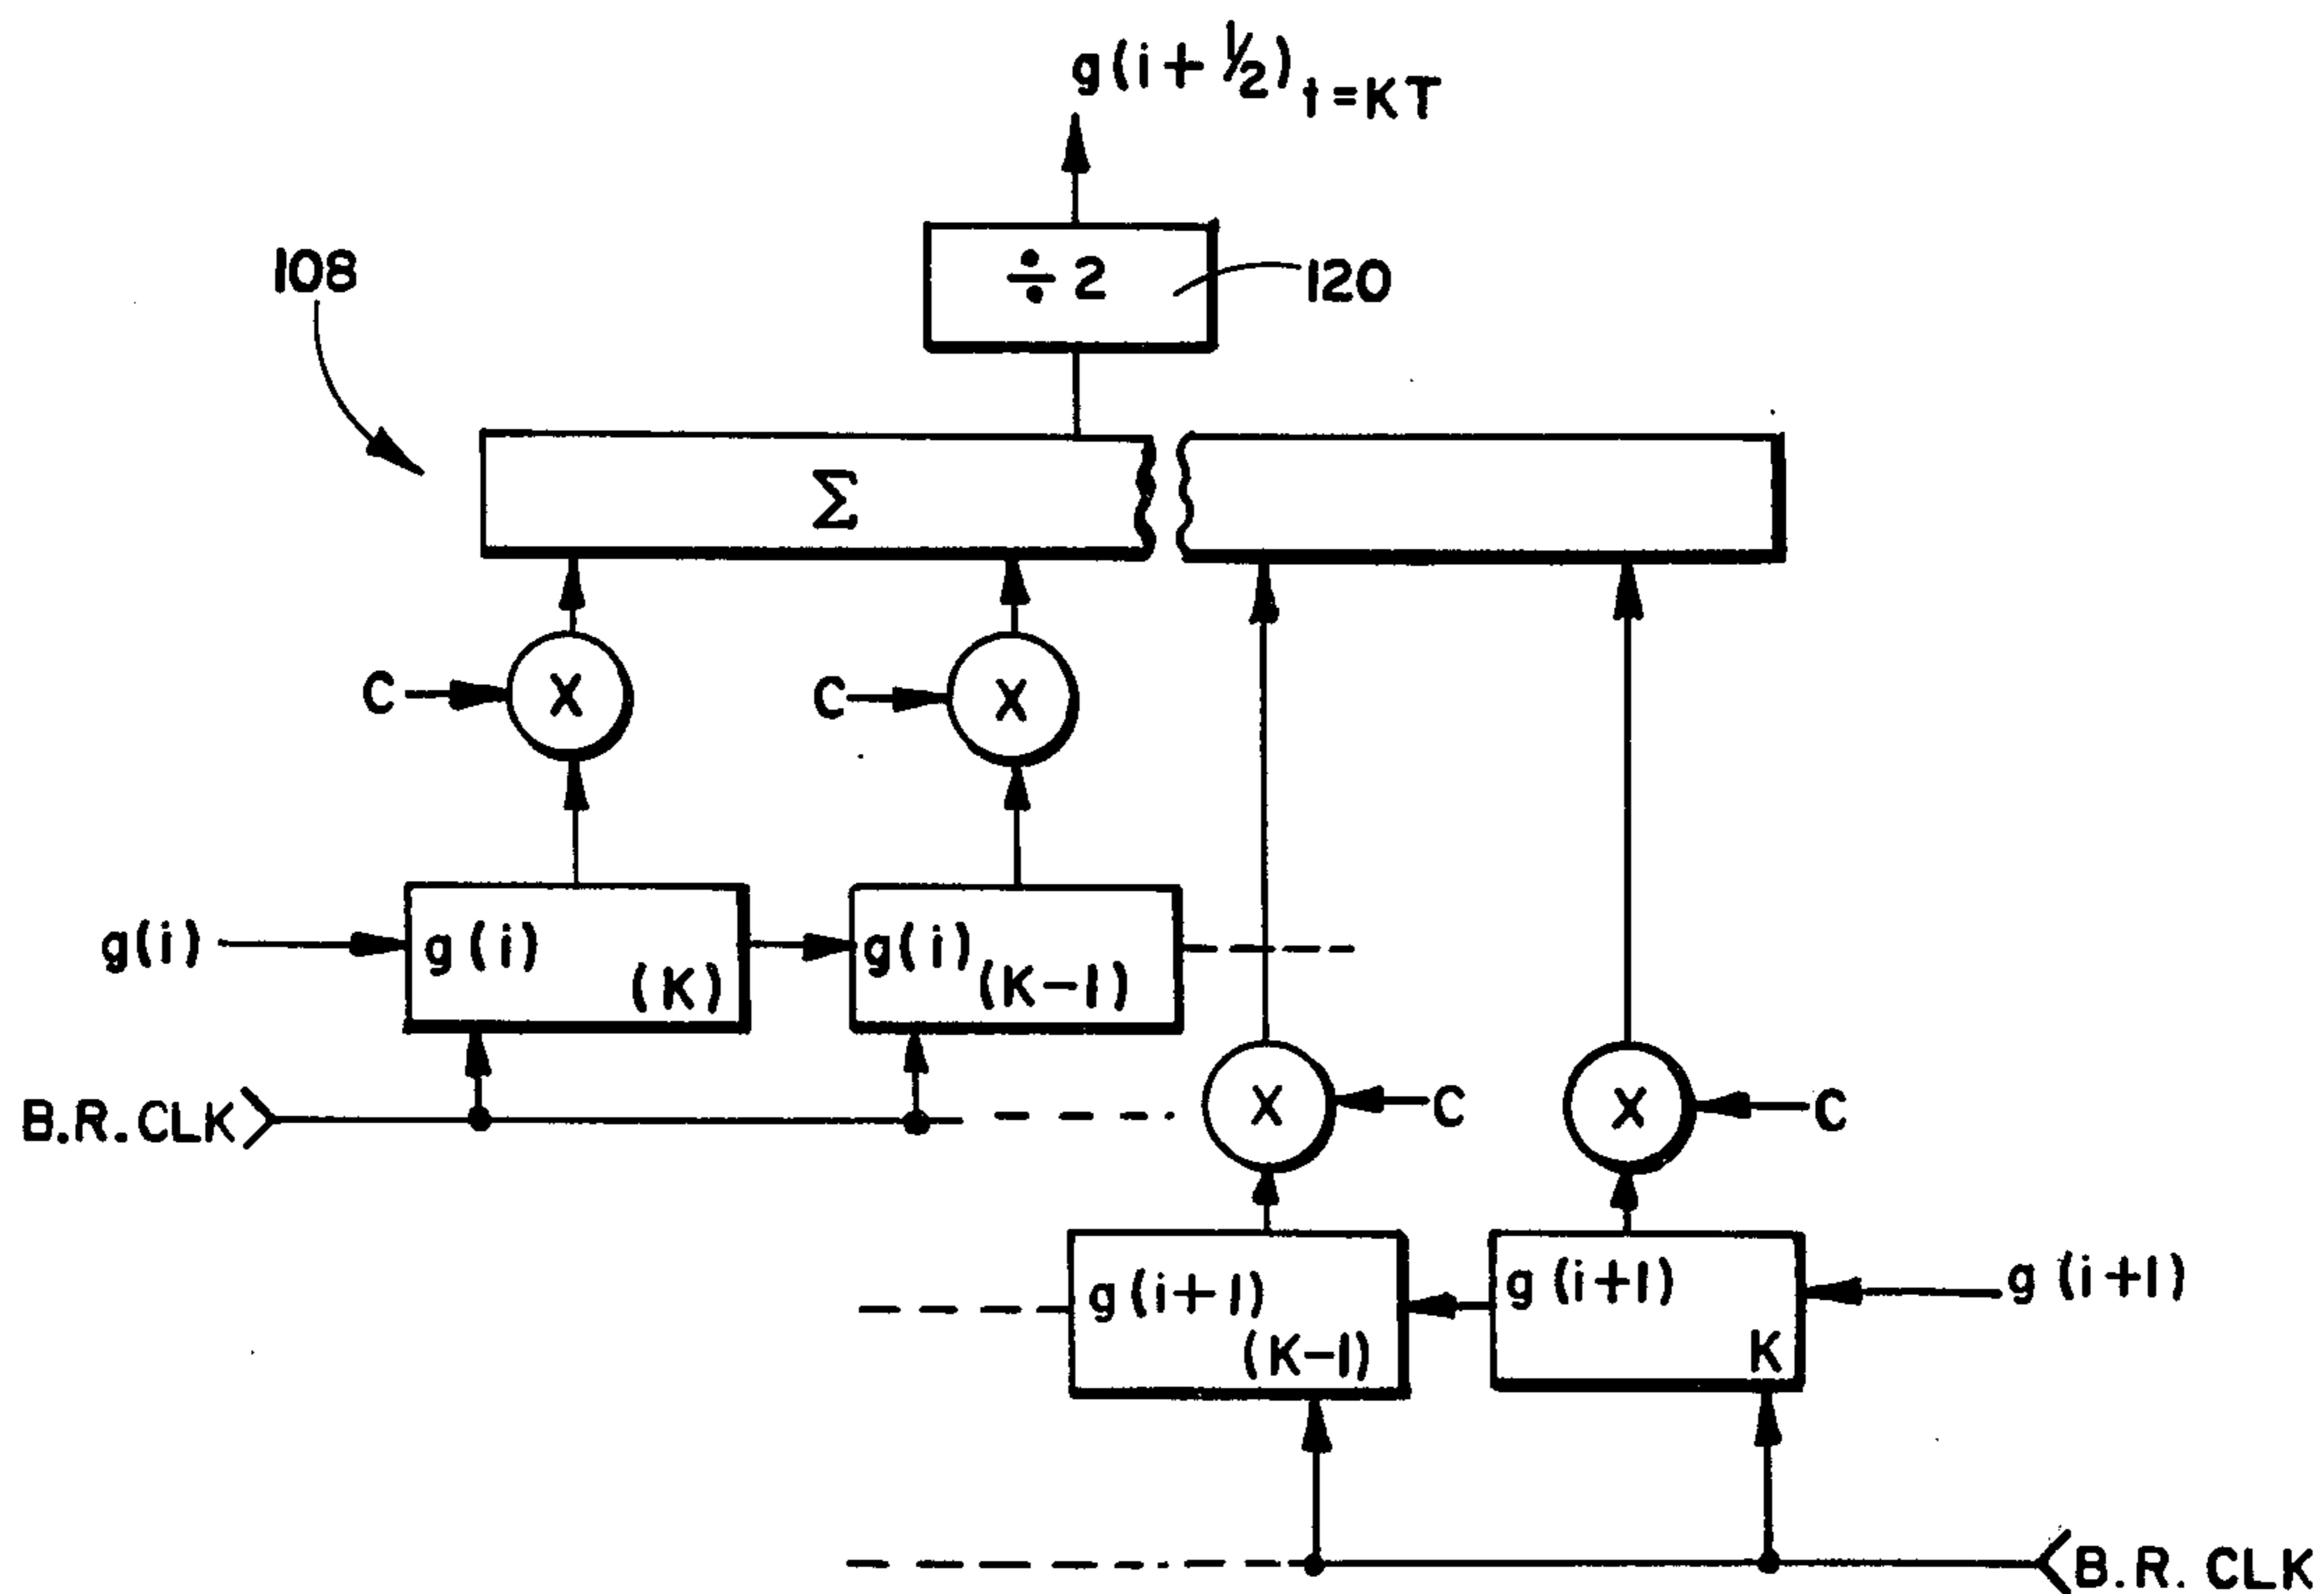 g(i+½)t=KT
÷2
120
108
Σ
C
X
C
X
g(i)
g(i)
(K)
g(i)
(K-1)
B.R.CLK
X
C
X
C
g(i+1)
(K-1)
g(i+1)
K
g(i+1)
B.R. CLK